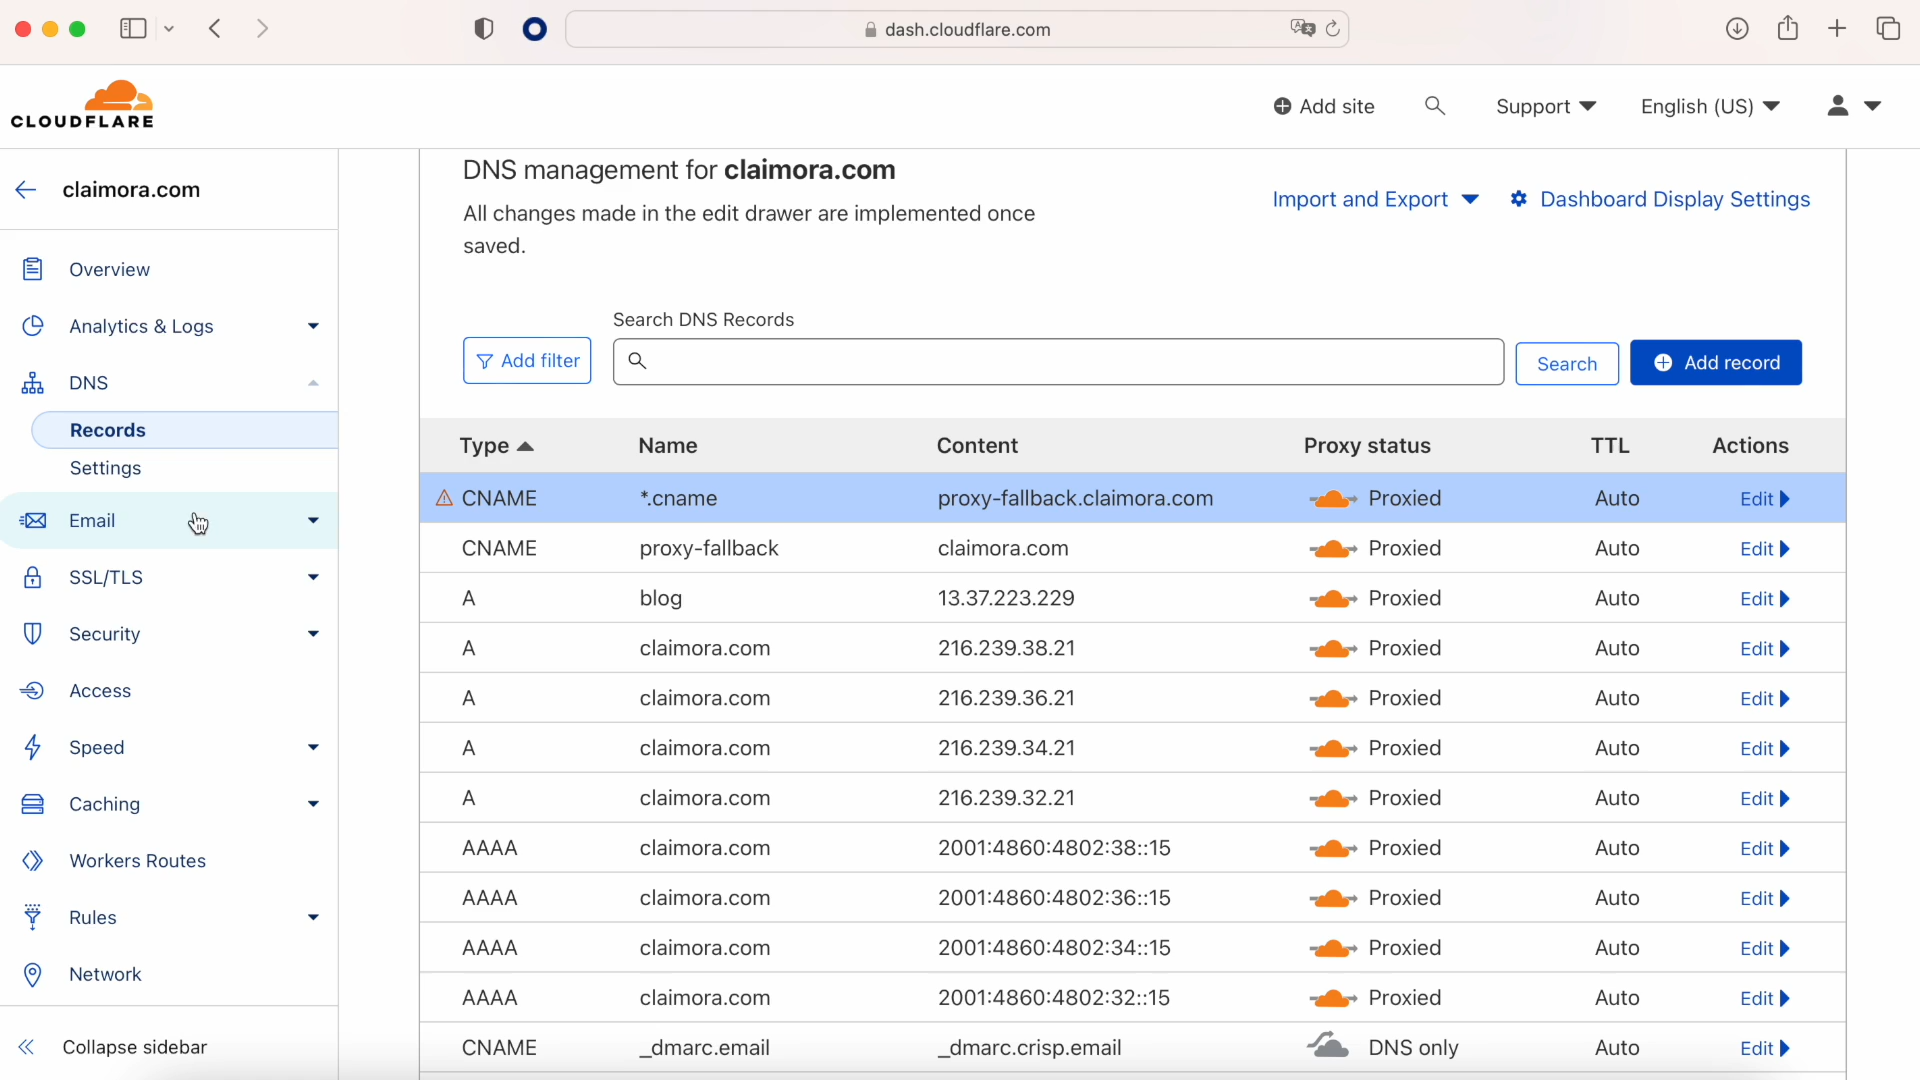 dash.cloudflare.com
CLOUDFLARE
Add site
Support
English (US)
claimora.com
Overview
Analytics & Logs
DNS
Records
Settings
Email
SSL/TLS
Security
Access
Speed
Caching
Workers Routes
Rules
Network
Collapse sidebar
DNS management for claimora.com
All changes made in the edit drawer are implemented once
saved.
Import and Export
Dashboard Display Settings
Search DNS Records
Add filter
Search
Add record
Type Name Content Proxy status TTL Actions
CNAME *.cname proxy-fallback.claimora.com Proxied Auto Edit
CNAME proxy-fallback claimora.com Proxied Auto Edit
A blog 13.37.223.229 Proxied Auto Edit
A claimora.com 216.239.38.21 Proxied Auto Edit
A claimora.com 216.239.36.21 Proxied Auto Edit
A claimora.com 216.239.34.21 Proxied Auto Edit
A claimora.com 216.239.32.21 Proxied Auto Edit
AAAA claimora.com 2001:4860:4802:38::15 Proxied Auto Edit
AAAA claimora.com 2001:4860:4802:36::15 Proxied Auto Edit
AAAA claimora.com 2001:4860:4802:34::15 Proxied Auto Edit
AAAA claimora.com 2001:4860:4802:32::15 Proxied Auto Edit
CNAME _dmarc.email _dmarc.crisp.email DNS only Auto Edit